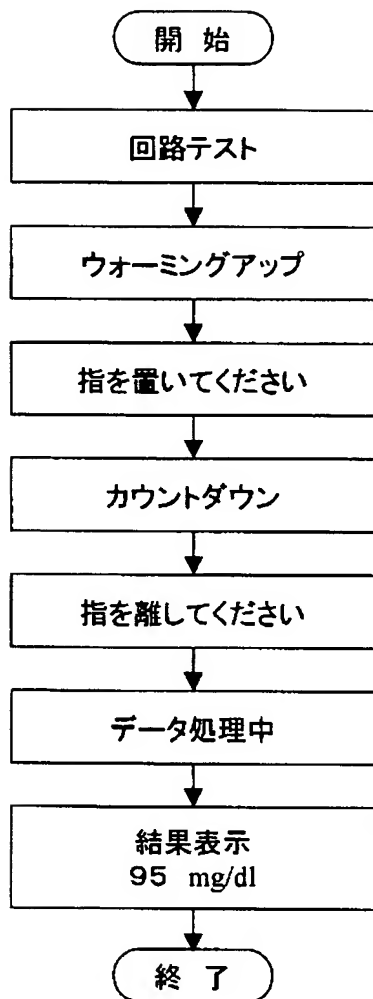 開 始
回路テスト
ウォーミングアップ
指を置いてください
カウントダウン
指を離してください
データ処理中
結果表示
95 mg/dl
終 了